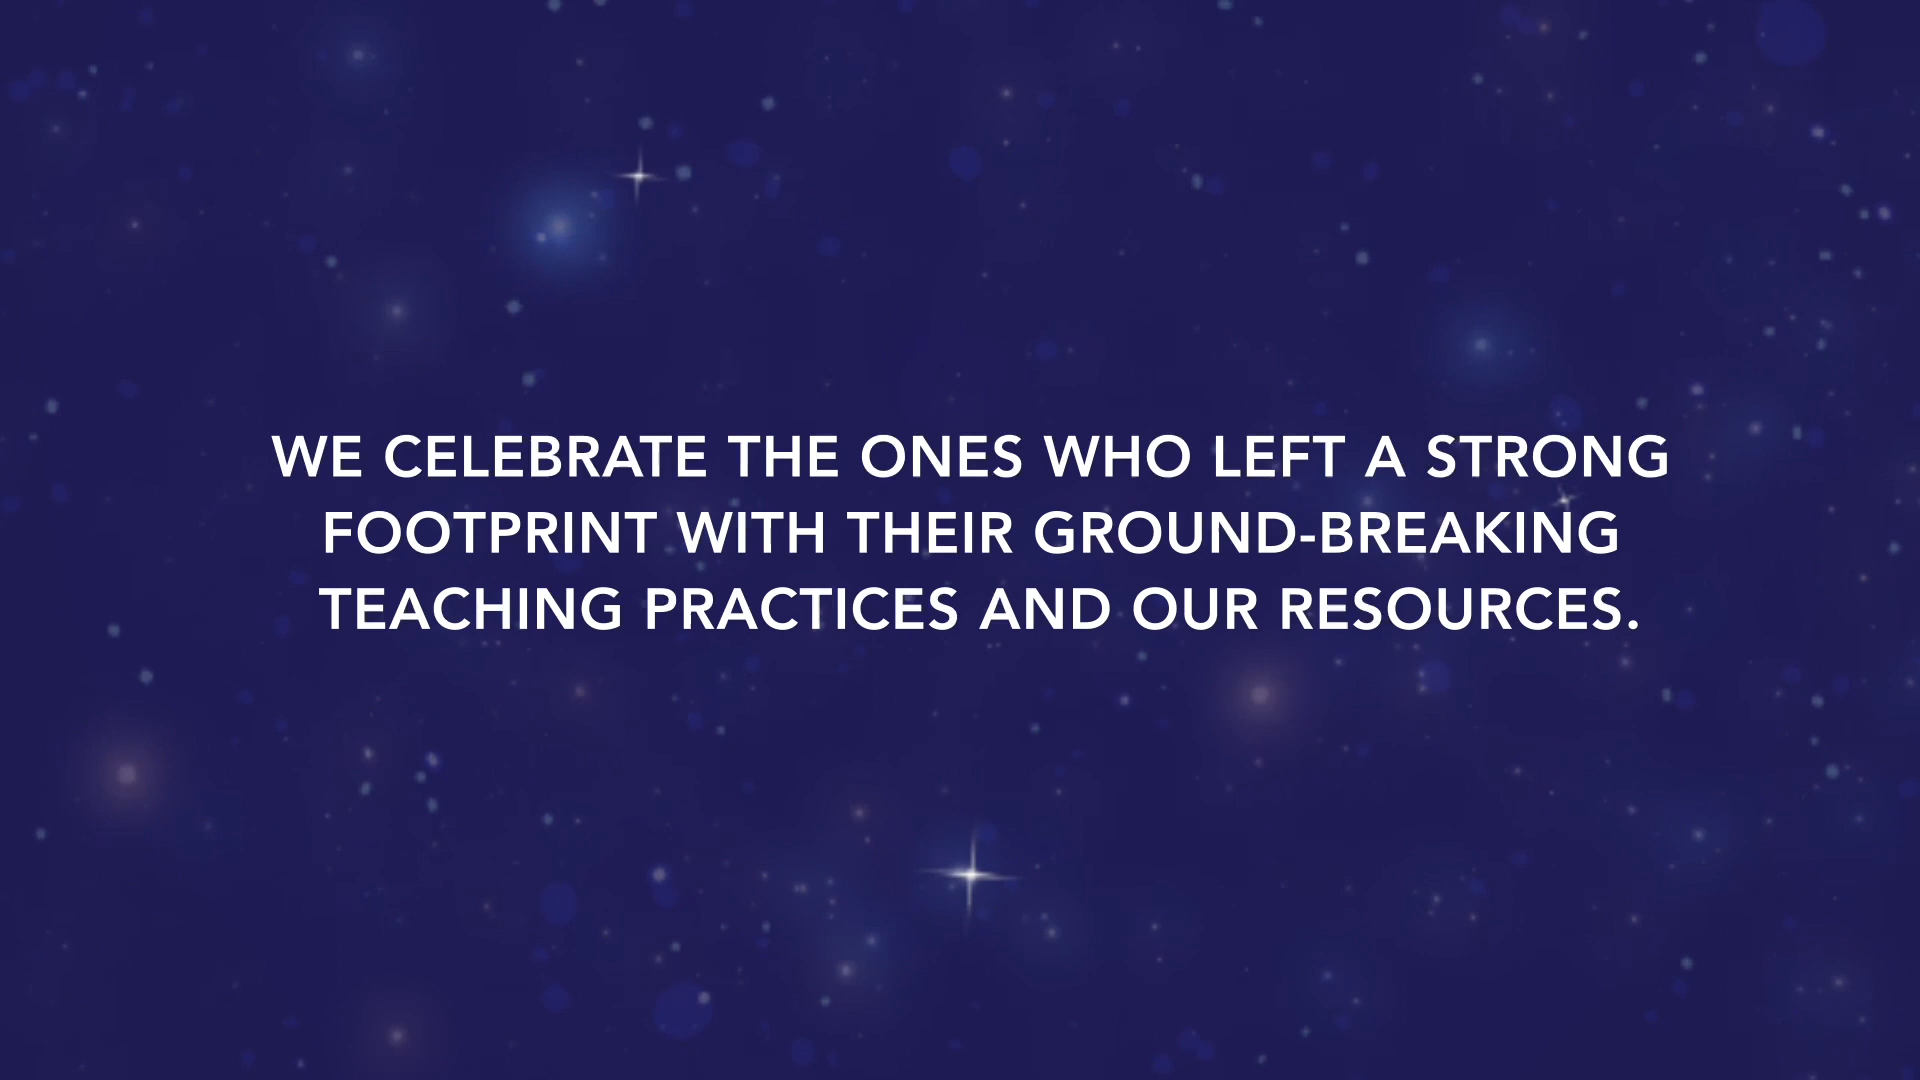 WE CELEBRATE THE ONES WHO LEFT A STRONG
FOOTPRINT WITH THEIR GROUND-BREAKING
TEACHING PRACTICES AND OUR RESOURCES.